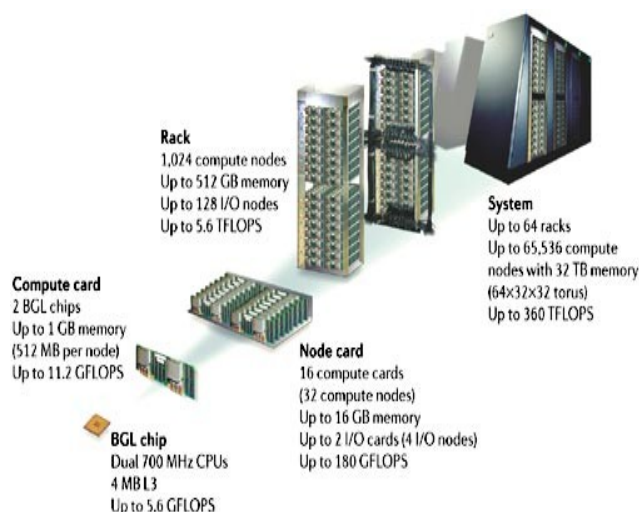 Rack
1,024 compute nodes
Up to 512 GB memory
Up to 128 I/O nodes
Up to 5.6 TFLOPS
System
Up to 64 racks
Up to 65,536 compute
nodes with 32 TB memory
(64×32×32 torus)
Up to 360 TFLOPS
Compute card
2 BGL chips
Up to 1 GB memory
(512 MB per node)
Up to 11.2 GFLOPS
Node card
16 compute cards
(32 compute nodes)
Up to 16 GB memory
Up to 2 I/O cards (4 I/O nodes)
Up to 180 GFLOPS
BGL chip
Dual 700 MHz CPUs
4 MB L3
Up to 5.6 GFLOPS